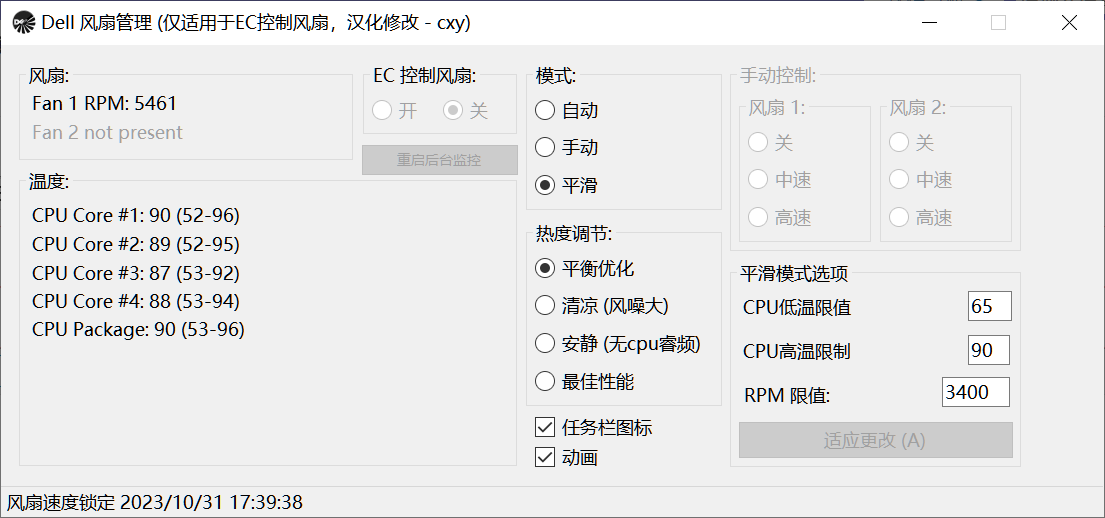 Dell 风扇管理 (仅适用于EC控制风扇，汉化修改 - cxy)
风扇:
Fan 1 RPM: 5461
Fan 2 not present
EC 控制风扇:
开
关
重启后台监控
温度:
CPU Core #1: 90 (52-96)
CPU Core #2: 89 (52-95)
CPU Core #3: 87 (53-92)
CPU Core #4: 88 (53-94)
CPU Package: 90 (53-96)
模式:
自动
手动
平滑
热度调节:
平衡优化
清凉 (风噪大)
安静 (无cpu睿频)
最佳性能
任务栏图标
动画
手动控制:
风扇 1:
关
中速
高速
风扇 2:
关
中速
高速
平滑模式选项
CPU低温限值 65
CPU高温限制 90
RPM 限值: 3400
适应更改 (A)
风扇速度锁定 2023/10/31 17:39:38